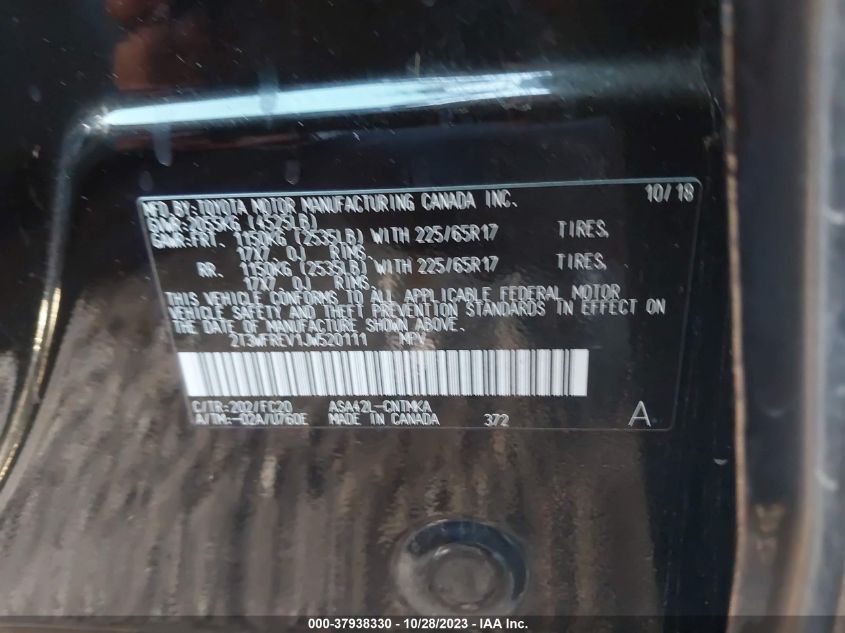 MFD.BY:TOYOTA MOTOR MANUFACTURING CANADA INC. 10/18
GVWR:2055KG (4525LB)
GAWR:FRT. 1150KG (2535LB) WITH 225/65R17 TIRES,
17X7.0J RIMS.
RR. 1150KG (2535LB) WITH 225/65R17 TIRES,
17X7.0J RIMS.
THIS VEHICLE CONFORMS TO ALL APPLICABLE FEDERAL MOTOR
VEHICLE SAFETY AND THEFT PREVENTION STANDARDS IN EFFECT ON
THE DATE OF MANUFACTURE SHOWN ABOVE.
2T3WFREV1JW520111 MPV
C/TR:202/FC20 ASA42L-CNTMKA
A/TM:-02A/U760E MADE IN CANADA 372 A
000-37938330 - 10/28/2023 - IAA Inc.